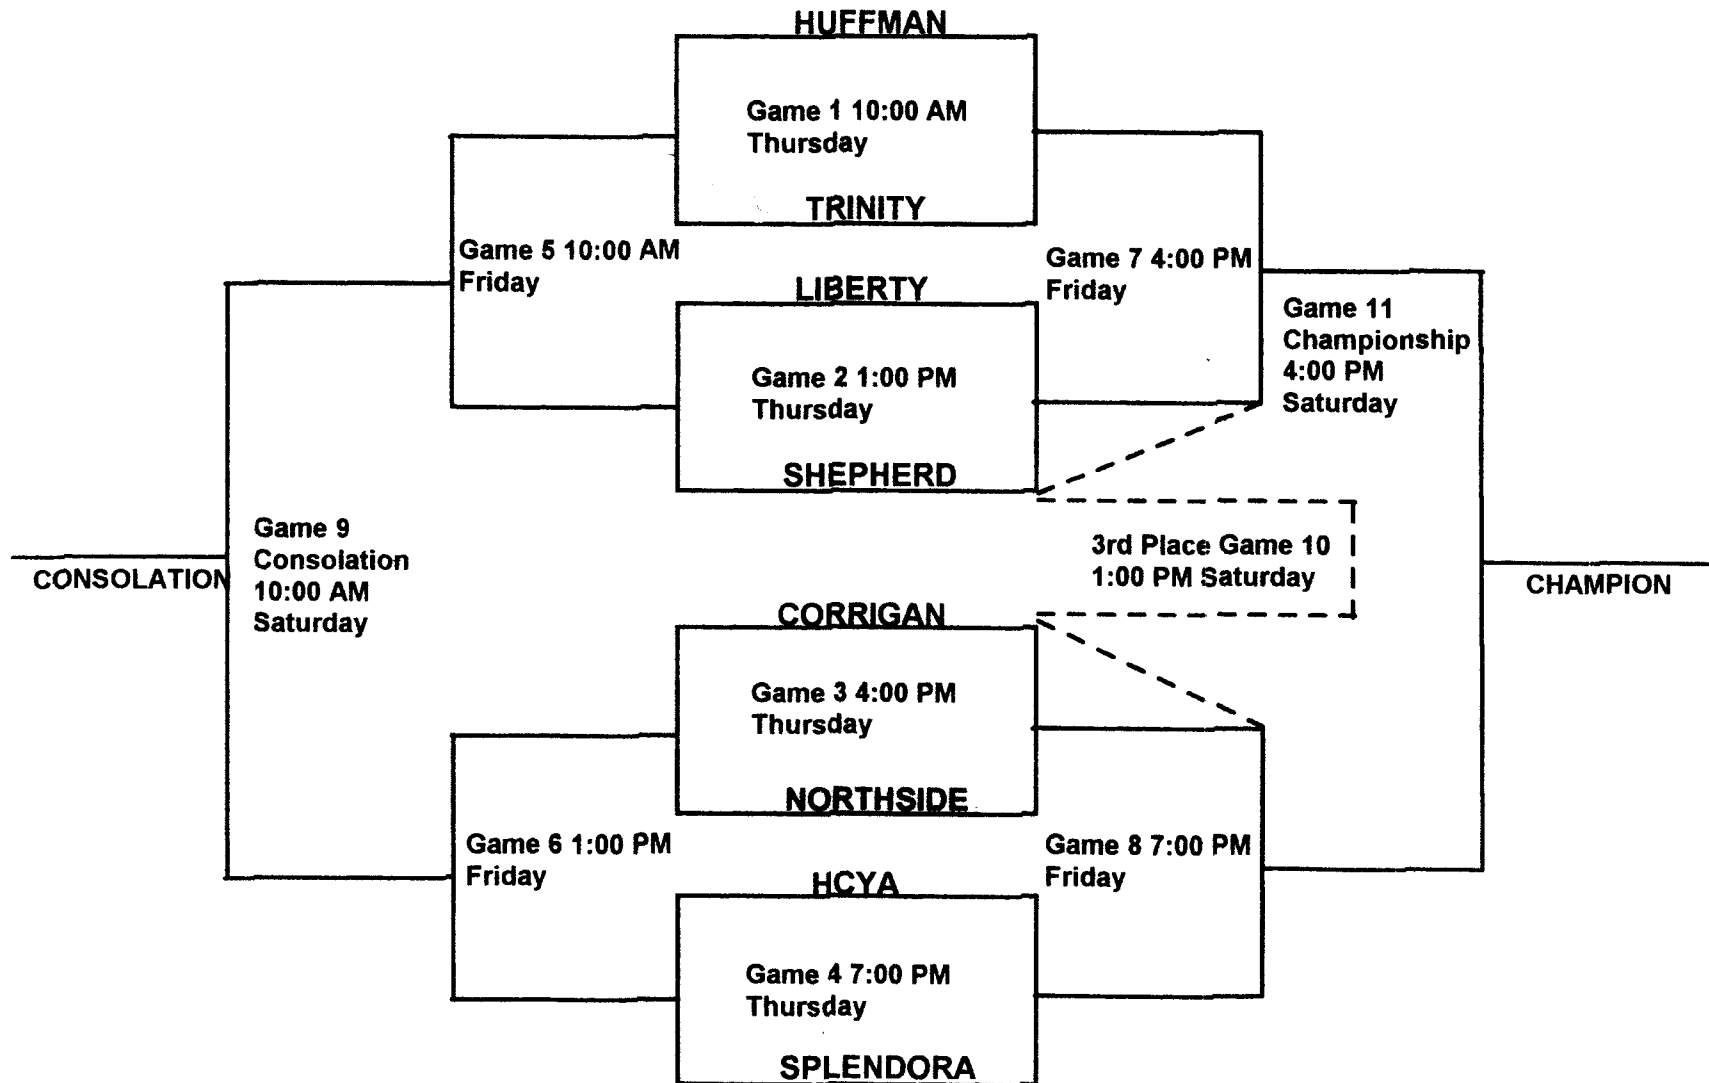 HUFFMAN
Game 1 10:00 AM
Thursday
TRINITY
Game 5 10:00 AM
Friday
LIBERTY
Game 7 4:00 PM
Friday
Game 2 1:00 PM
Thursday
SHEPHERD
Game 11
Championship
4:00 PM
Saturday
Game 9
Consolation
10:00 AM
Saturday
CONSOLATION
3rd Place Game 10
1:00 PM Saturday
CHAMPION
CORRIGAN
Game 3 4:00 PM
Thursday
NORTHSIDE
Game 6 1:00 PM
Friday
HCYA
Game 8 7:00 PM
Friday
Game 4 7:00 PM
Thursday
SPLENDORA